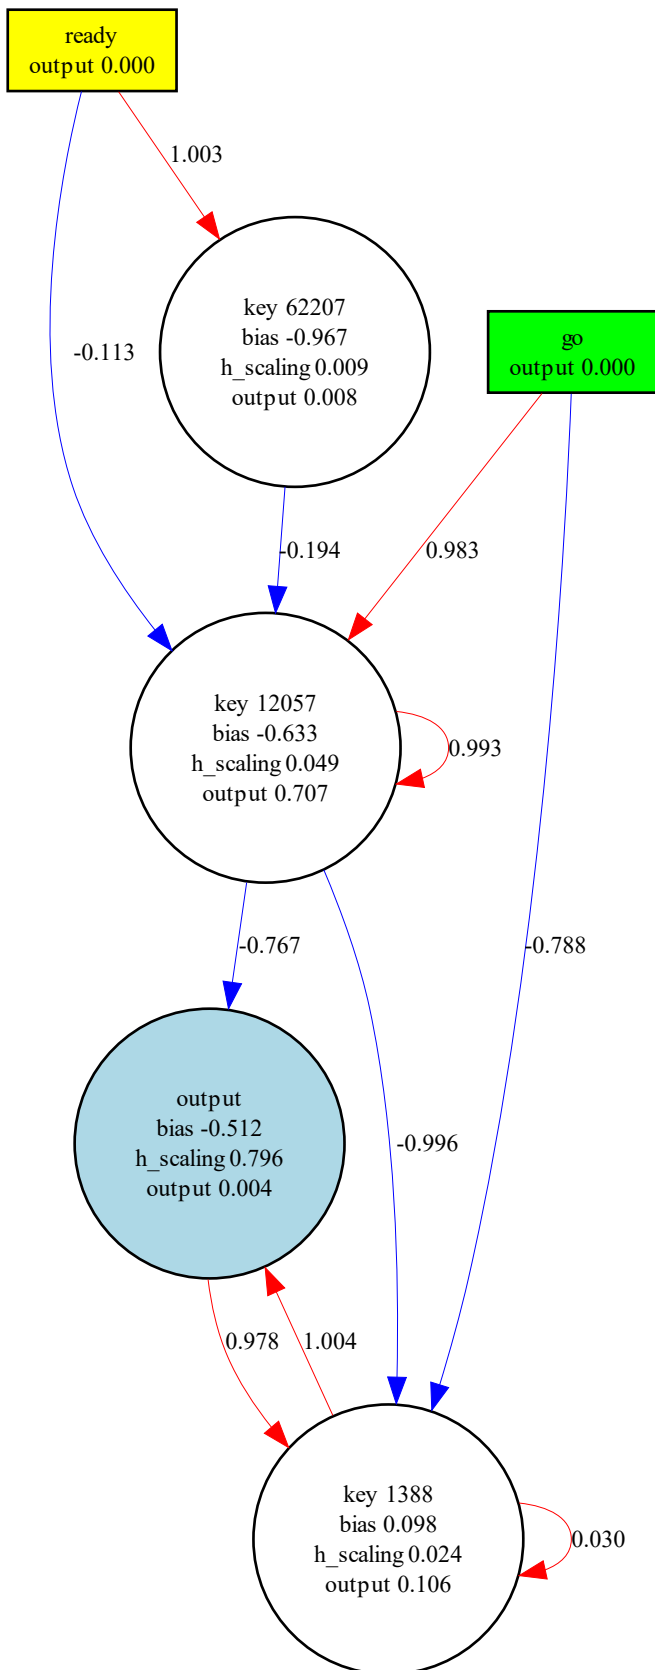 ready
output 0.000
1.003
key 62207
bias -0.967
h_scaling 0.009
output 0.008
go
output 0.000
-0.113
-0.194
0.983
key 12057
bias -0.633
h_scaling 0.049
output 0.707
0.993
-0.767
-0.788
output
bias -0.512
h_scaling 0.796
output 0.004
-0.996
0.978
1.004
key 1388
bias 0.098
h_scaling 0.024
output 0.106
0.030